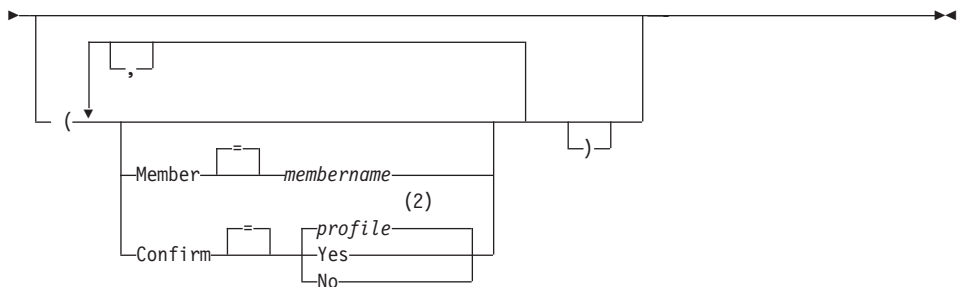 ,
( )
Member = membername
(2)
Confirm = profile
Yes
No